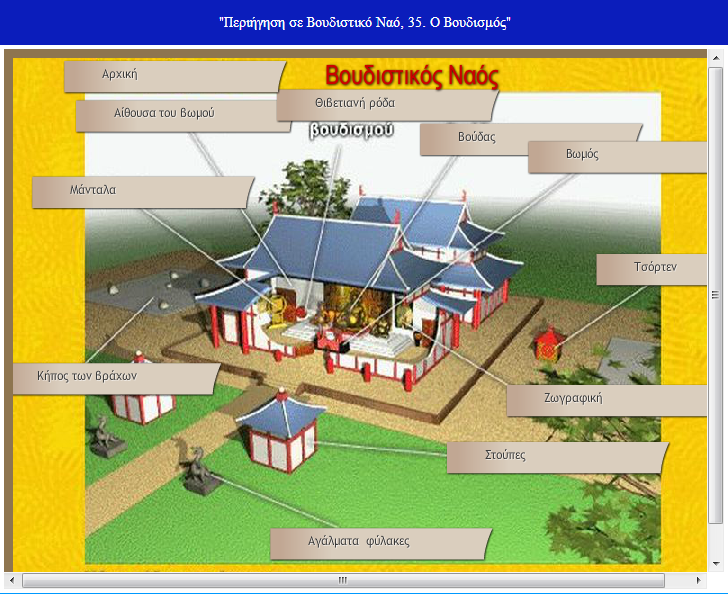 "Περιήγηση σε Βουδιστικό Ναό, 35. Ο Βουδισμός"
Βουδιστικός Ναός
Αρχική
Θιβετιανή ρόδα
Αίθουσα του βωμού
βουδισμού
Βούδας
Βωμός
Μάνταλα
Τσόρτεν
Κήπος των βράχων
Ζωγραφική
Στούπες
Αγάλματα φύλακες